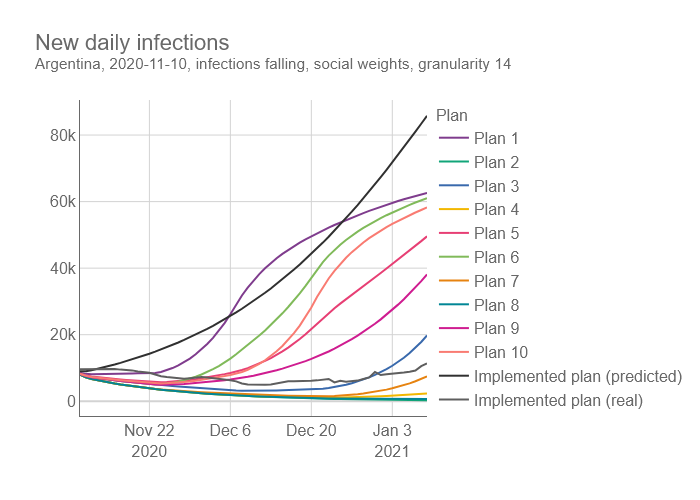 New daily infections
Argentina, 2020-11-10, infections falling, social weights, granularity 14
80k
60k
40k
20k
0
Nov 22
2020
Dec 6
Dec 20
Jan 3
2021
Plan
Plan 1
Plan 2
Plan 3
Plan 4
Plan 5
Plan 6
Plan 7
Plan 8
Plan 9
Plan 10
Implemented plan (predicted)
Implemented plan (real)